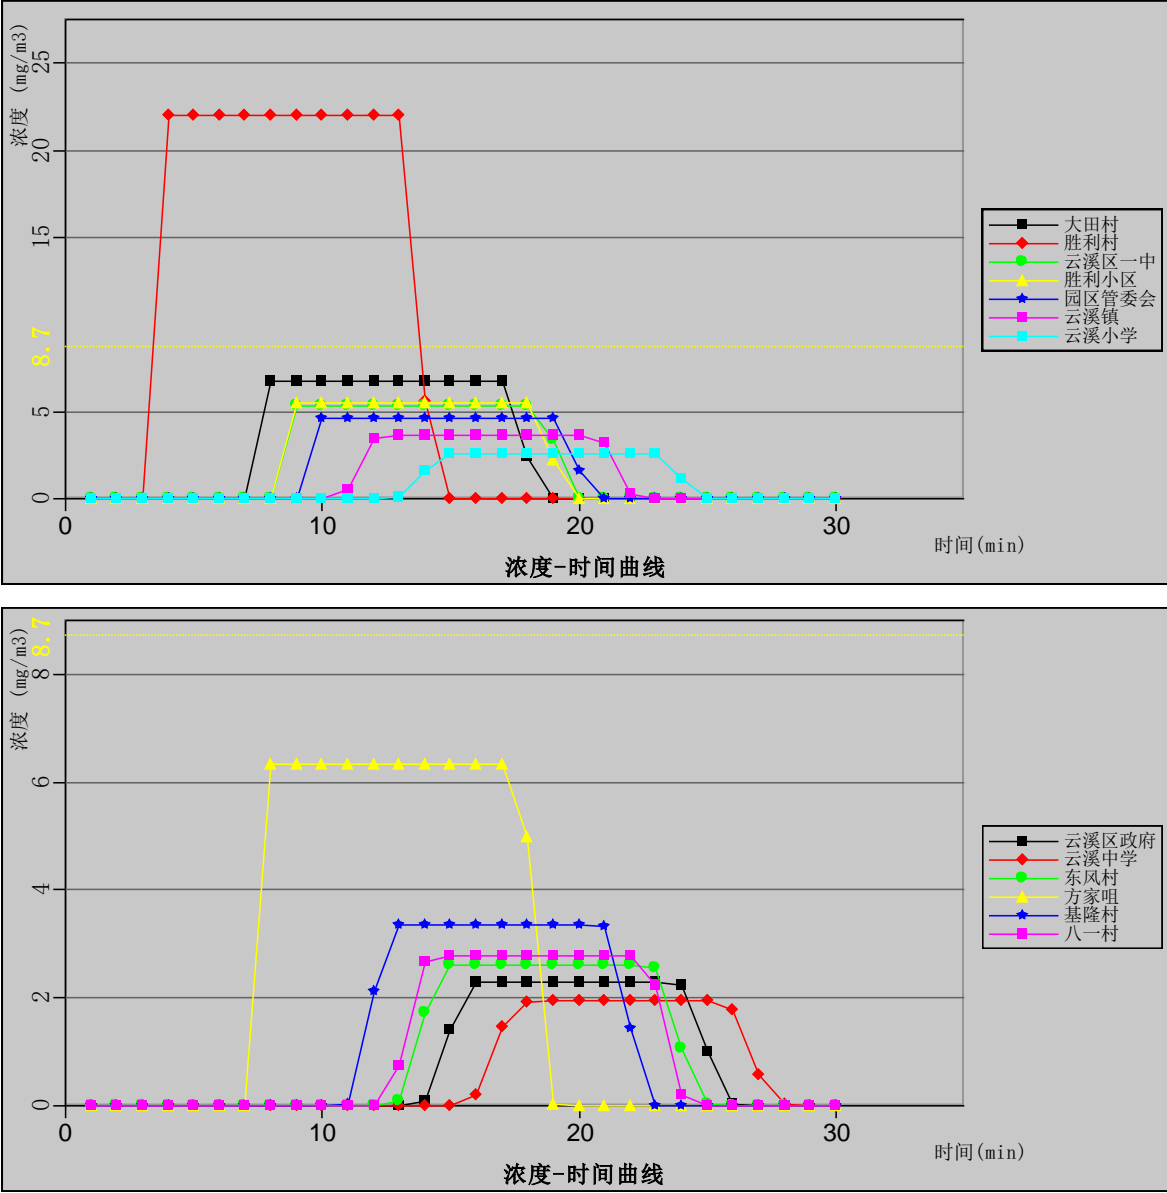 浓度 (mg/m3)
25
20
15
8.7
5
0
0
10
20
30
时间(min)
浓度-时间曲线
大田村
胜利村
云溪区一中
胜利小区
园区管委会
云溪镇
云溪小学
浓度 (mg/m3)
8.7
8
6
4
2
0
0
10
20
30
时间(min)
浓度-时间曲线
云溪区政府
云溪中学
东风村
方家咀
基隆村
八一村